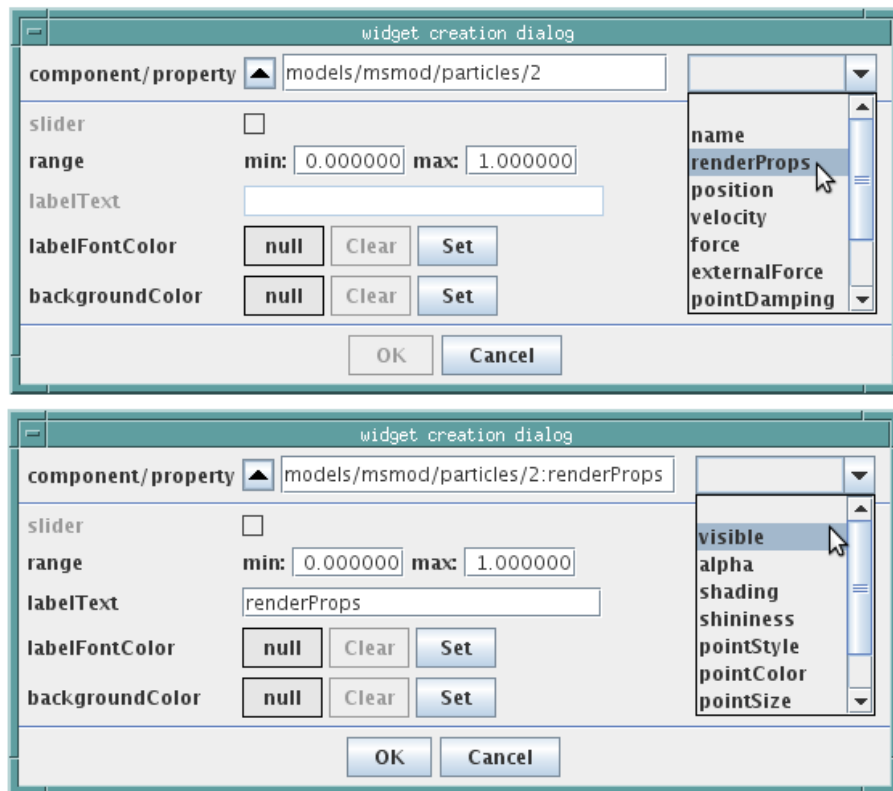 widget creation dialog
component/property models/msmod/particles/2
slider
name
range min: 0.000000 max: 1.000000
renderProps
position
labelText
velocity
labelFontColor null Clear Set
force
externalForce
backgroundColor null Clear Set
pointDamping
OK Cancel
widget creation dialog
component/property models/msmod/particles/2:renderProps
slider
visible
range min: 0.000000 max: 1.000000
alpha
shading
labelText renderProps
shininess
labelFontColor null Clear Set
pointStyle
pointColor
backgroundColor null Clear Set
pointSize
OK Cancel